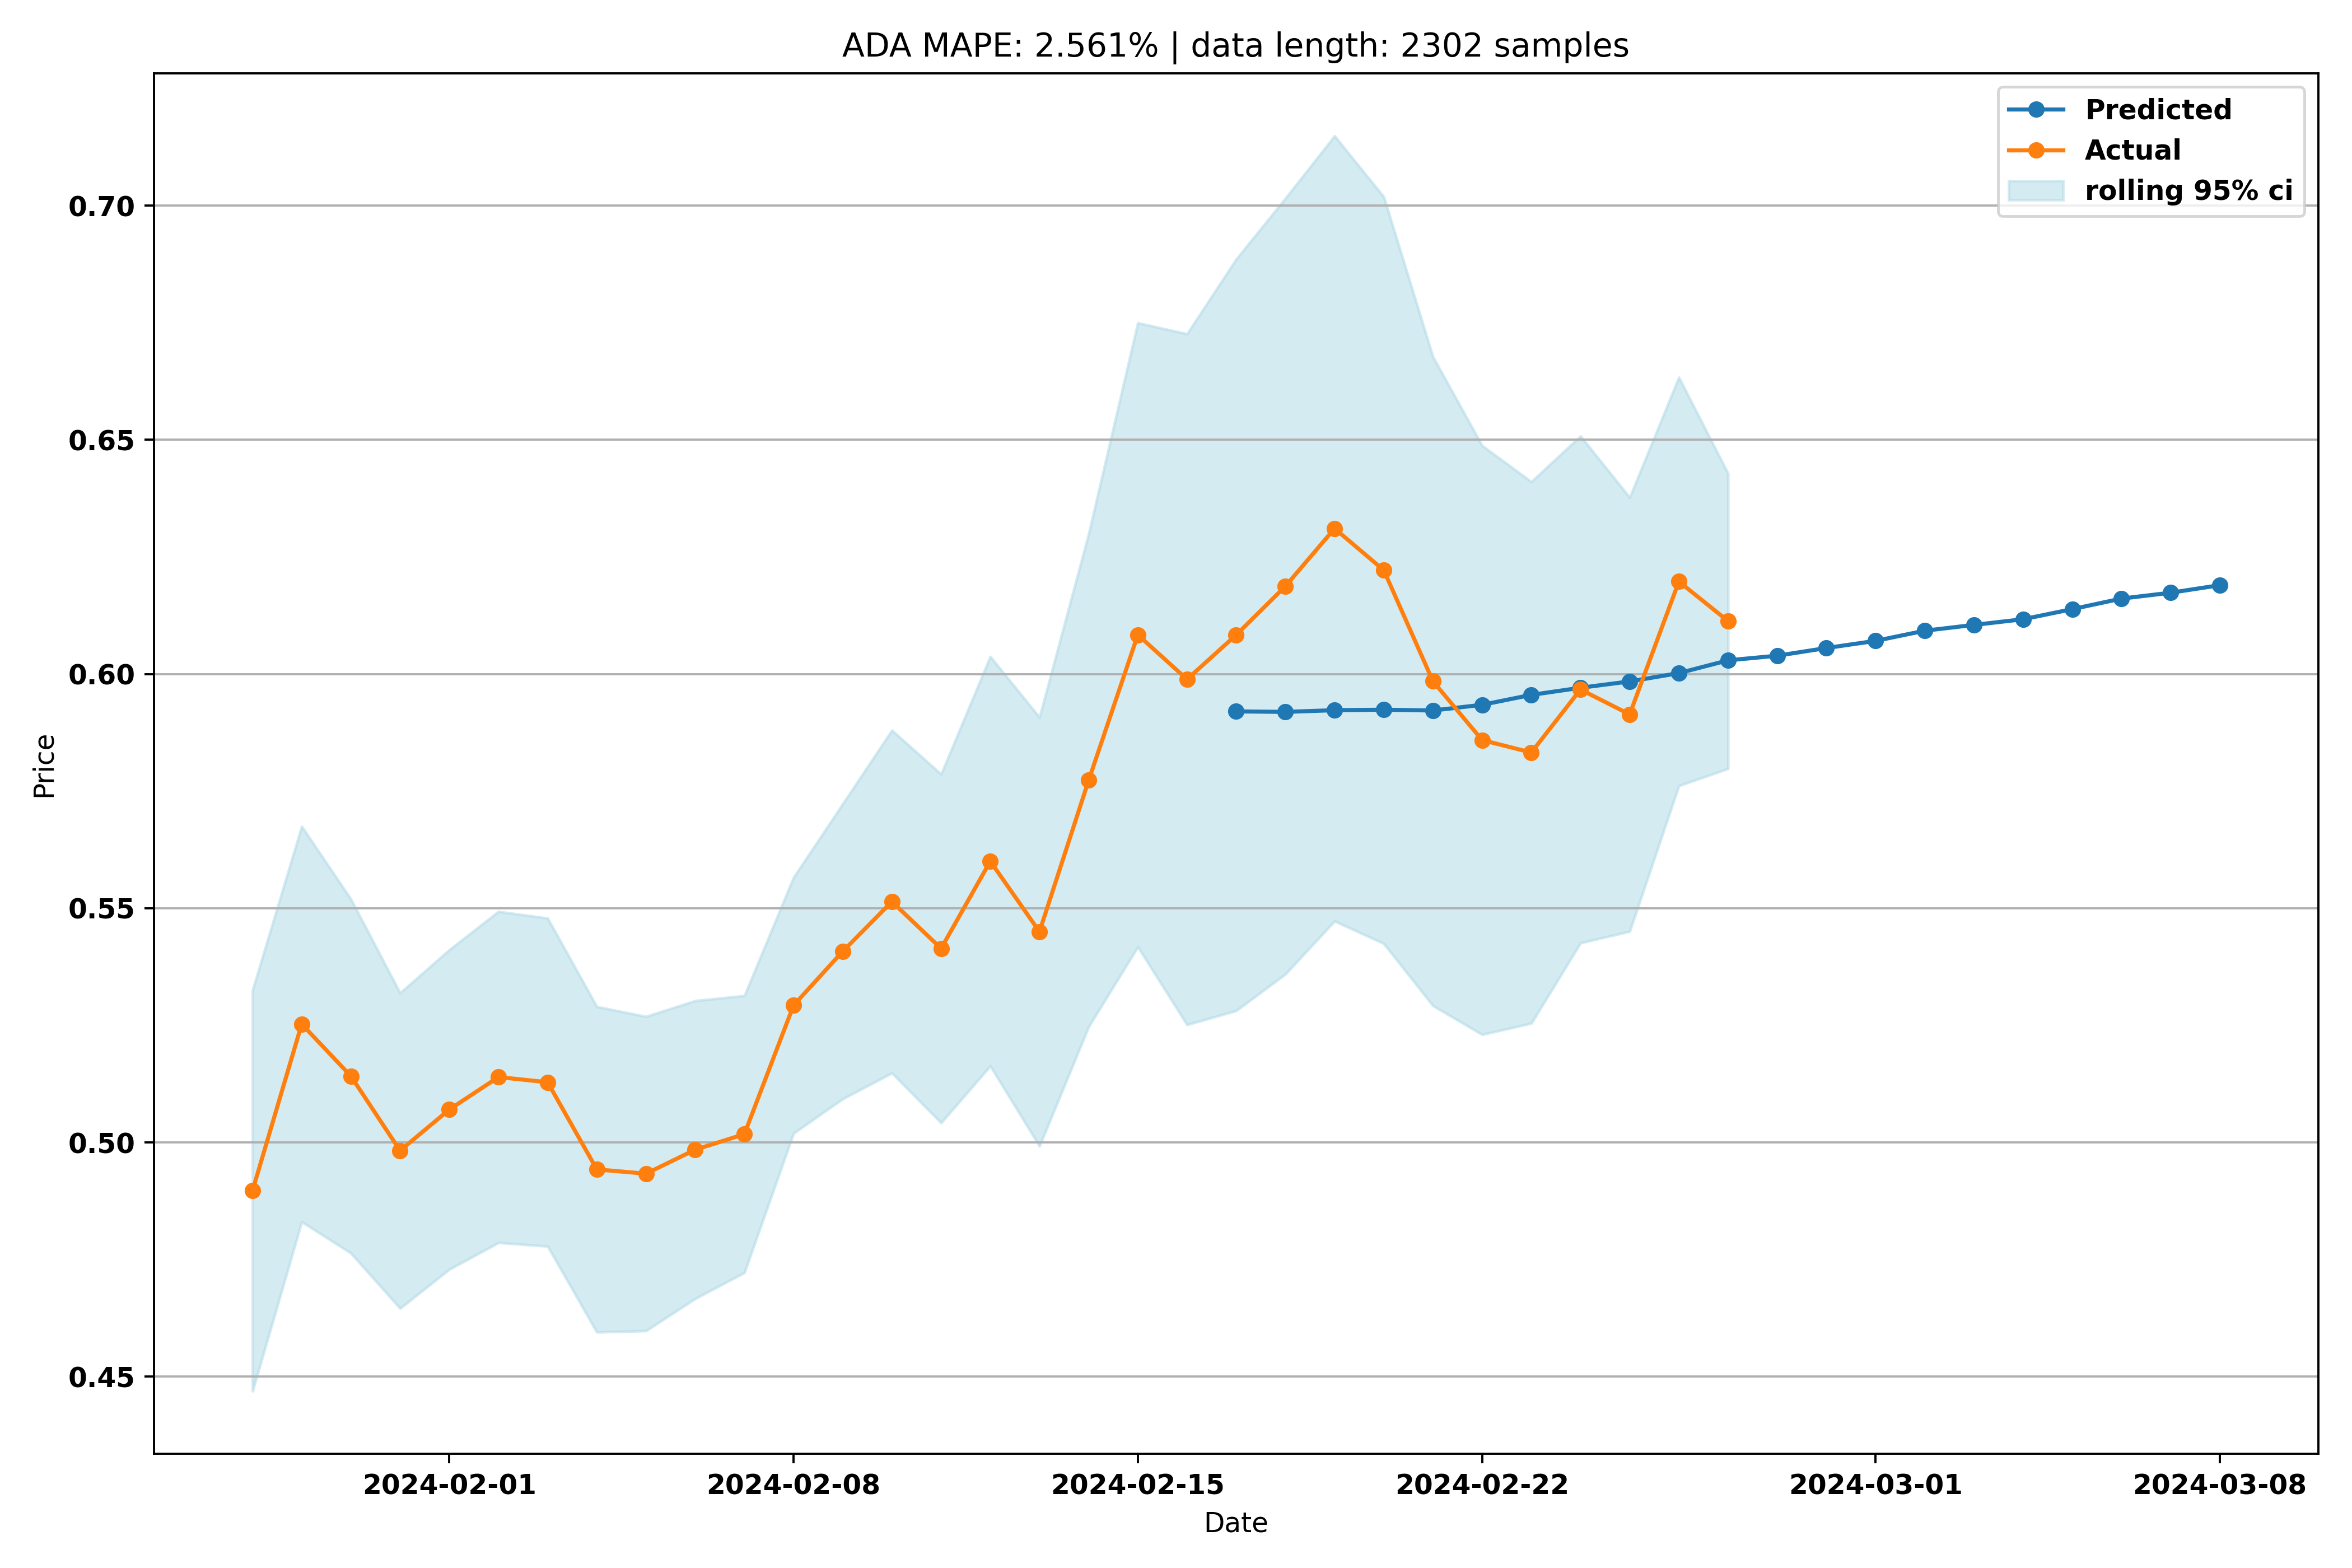 ADA MAPE: 2.561% | data length: 2302 samples
Predicted
Actual
rolling 95% ci
0.70
0.65
0.60
0.55
0.50
0.45
Price
2024-02-01
2024-02-08
2024-02-15
2024-02-22
2024-03-01
2024-03-08
Date